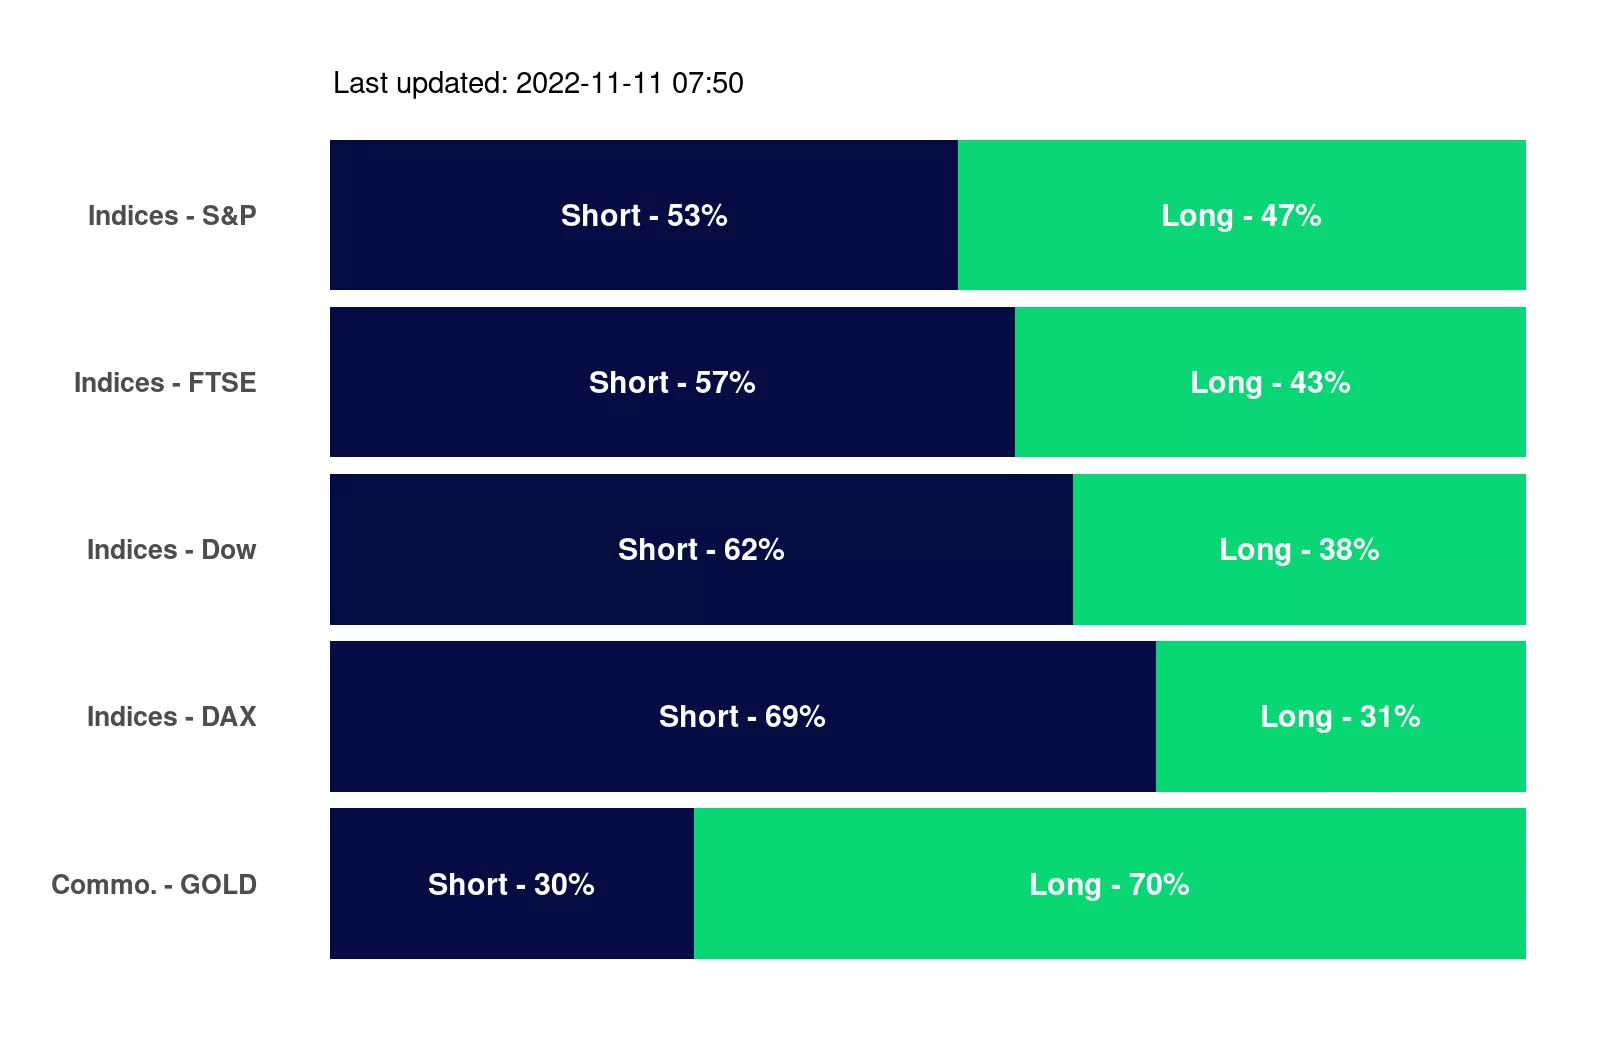 Last updated: 2022-11-11 07:50
Indices - S&P Short - 53% Long - 47%
Indices - FTSE Short - 57% Long - 43%
Indices - Dow Short - 62% Long - 38%
Indices - DAX Short - 69% Long - 31%
Commo. - GOLD Short - 30% Long - 70%